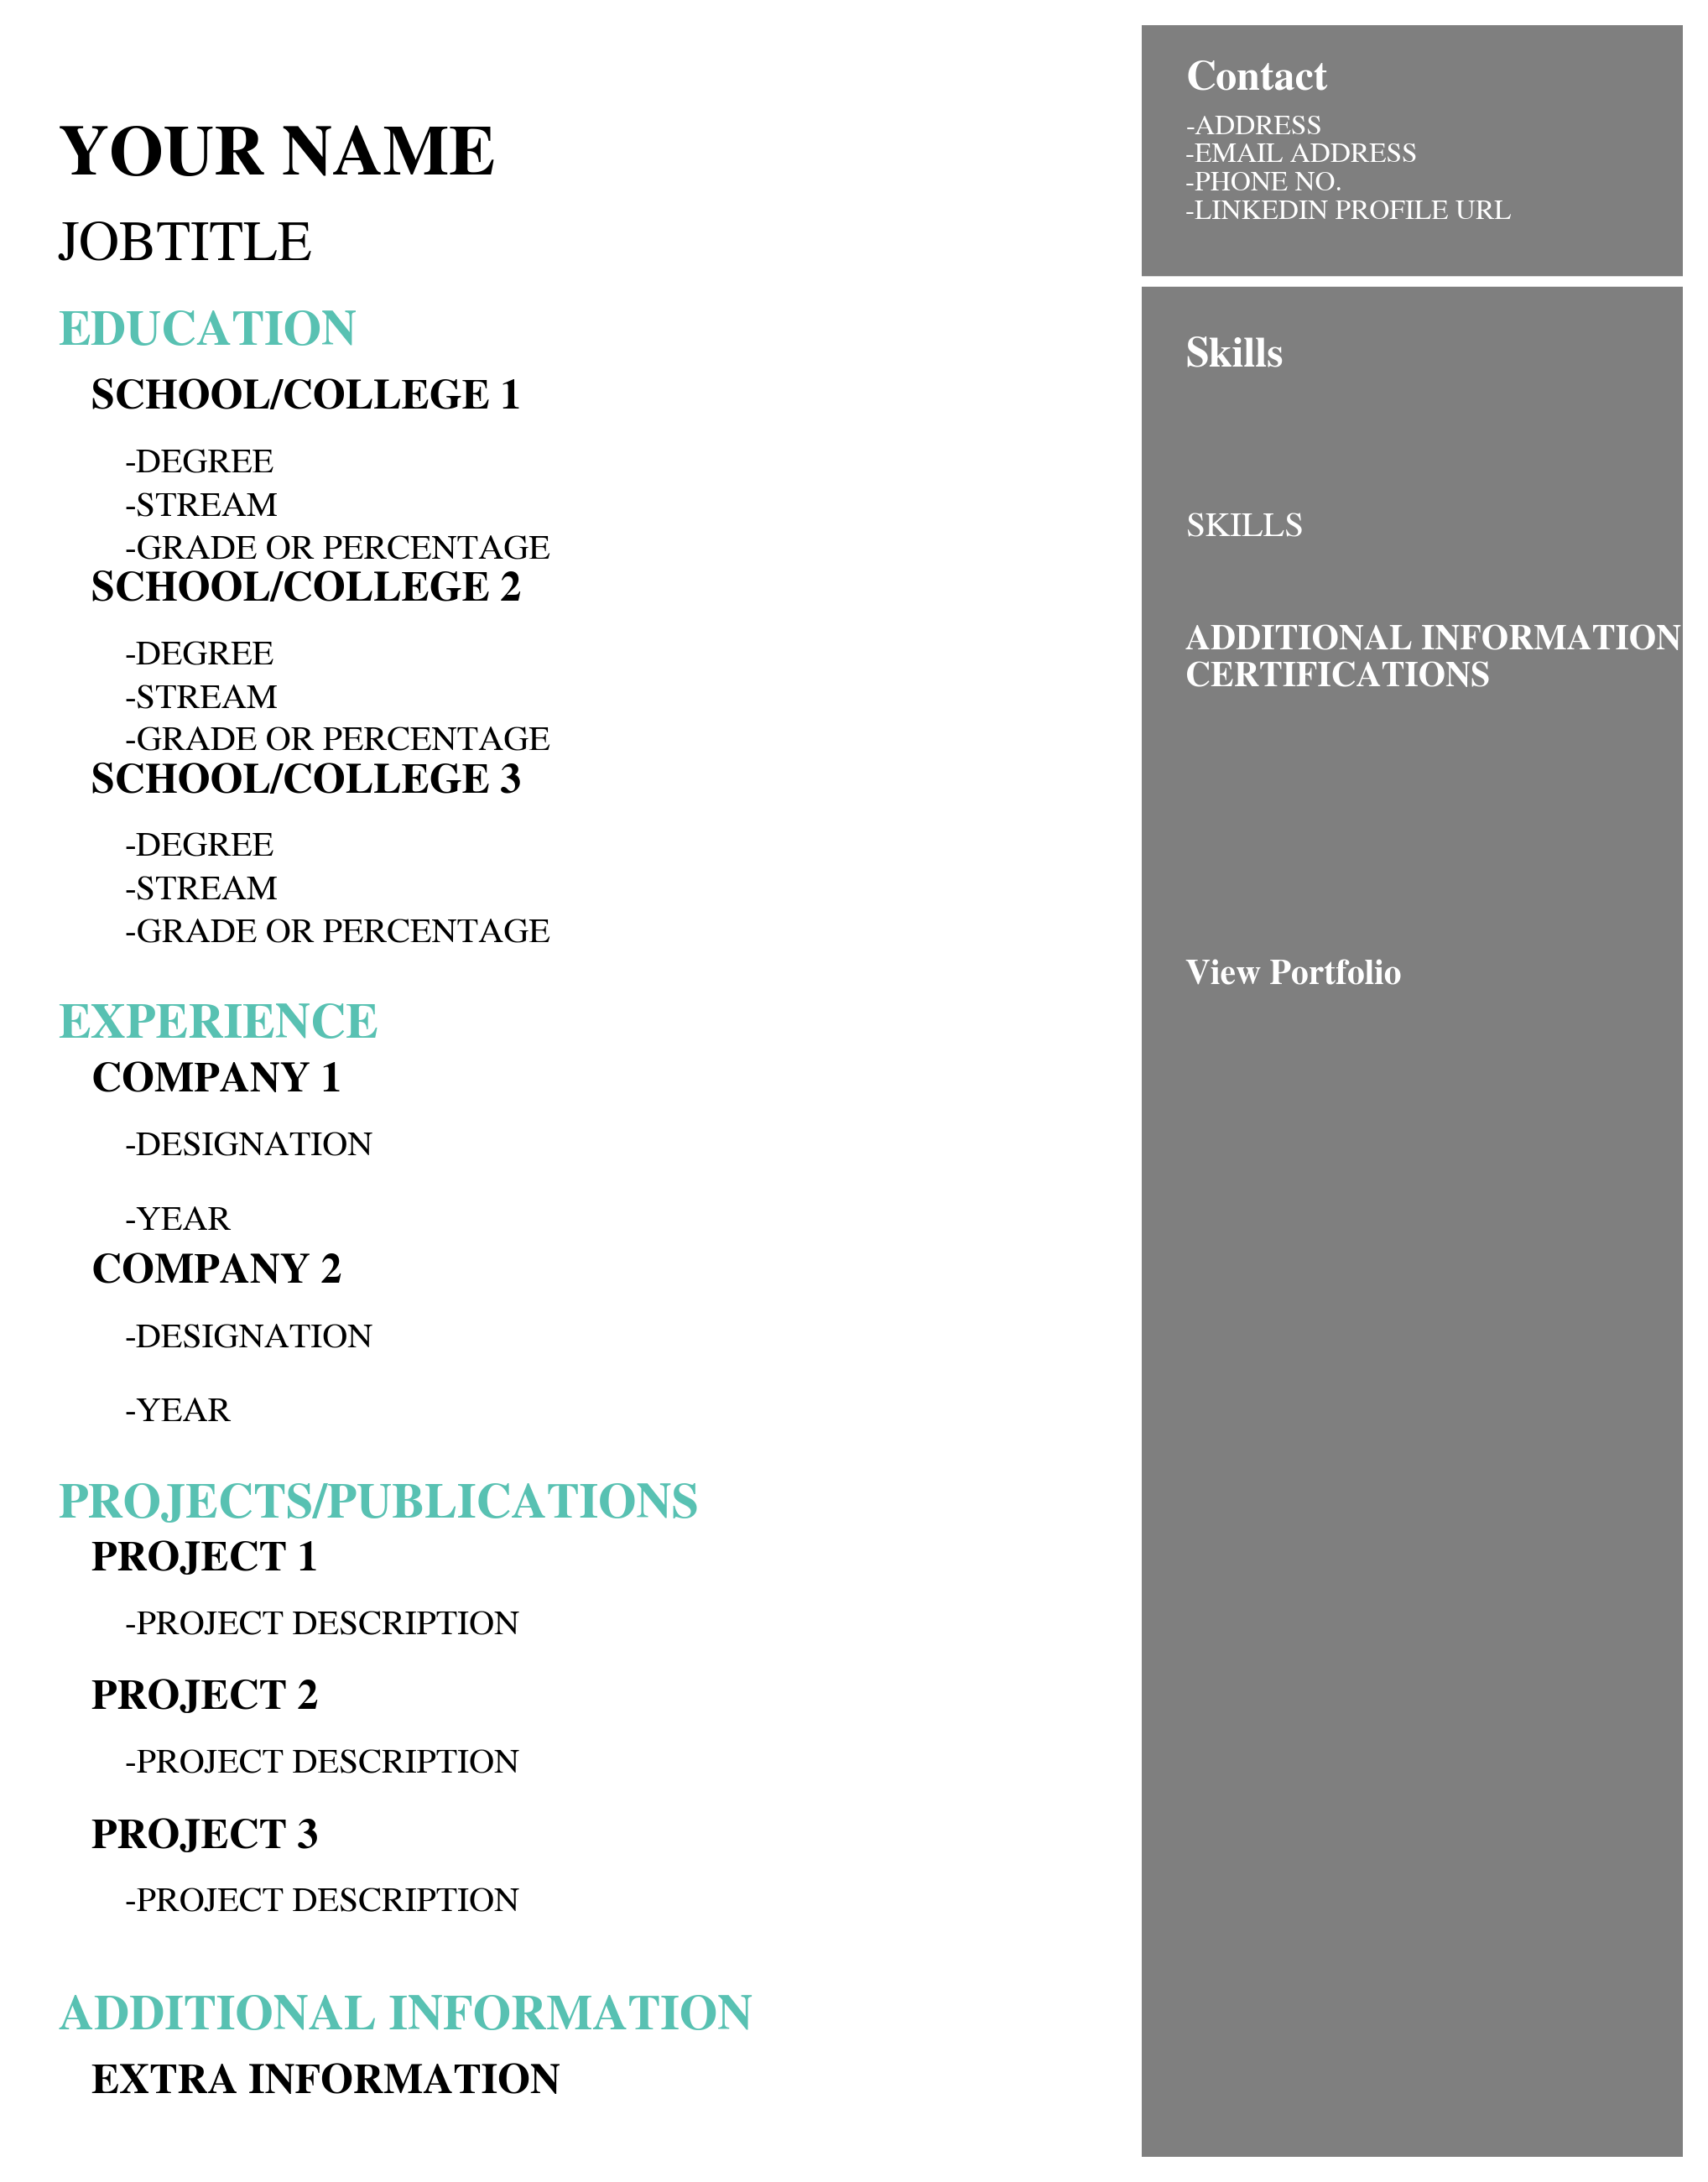 YOUR NAME
JOBTITLE
EDUCATION
SCHOOL/COLLEGE 1
-DEGREE
-STREAM
-GRADE OR PERCENTAGE
SCHOOL/COLLEGE 2
-DEGREE
-STREAM
-GRADE OR PERCENTAGE
SCHOOL/COLLEGE 3
-DEGREE
-STREAM
-GRADE OR PERCENTAGE
EXPERIENCE
COMPANY 1
-DESIGNATION
-YEAR
COMPANY 2
-DESIGNATION
-YEAR
PROJECTS/PUBLICATIONS
PROJECT 1
-PROJECT DESCRIPTION
PROJECT 2
-PROJECT DESCRIPTION
PROJECT 3
-PROJECT DESCRIPTION
ADDITIONAL INFORMATION
EXTRA INFORMATION
Contact
-ADDRESS
-EMAIL ADDRESS
-PHONE NO.
-LINKEDIN PROFILE URL
Skills
SKILLS
ADDITIONAL INFORMATION
CERTIFICATIONS
View Portfolio